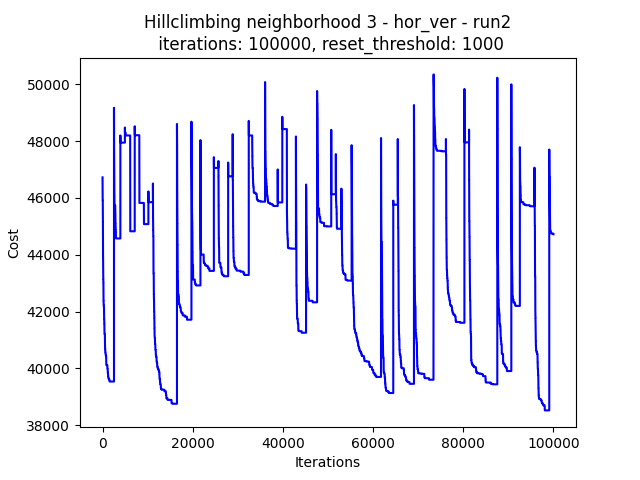 Hillclimbing neighborhood 3 - hor_ver - run2
iterations: 100000, reset_threshold: 1000
Cost
50000
48000
46000
44000
42000
40000
38000
0 20000 40000 60000 80000 100000
Iterations